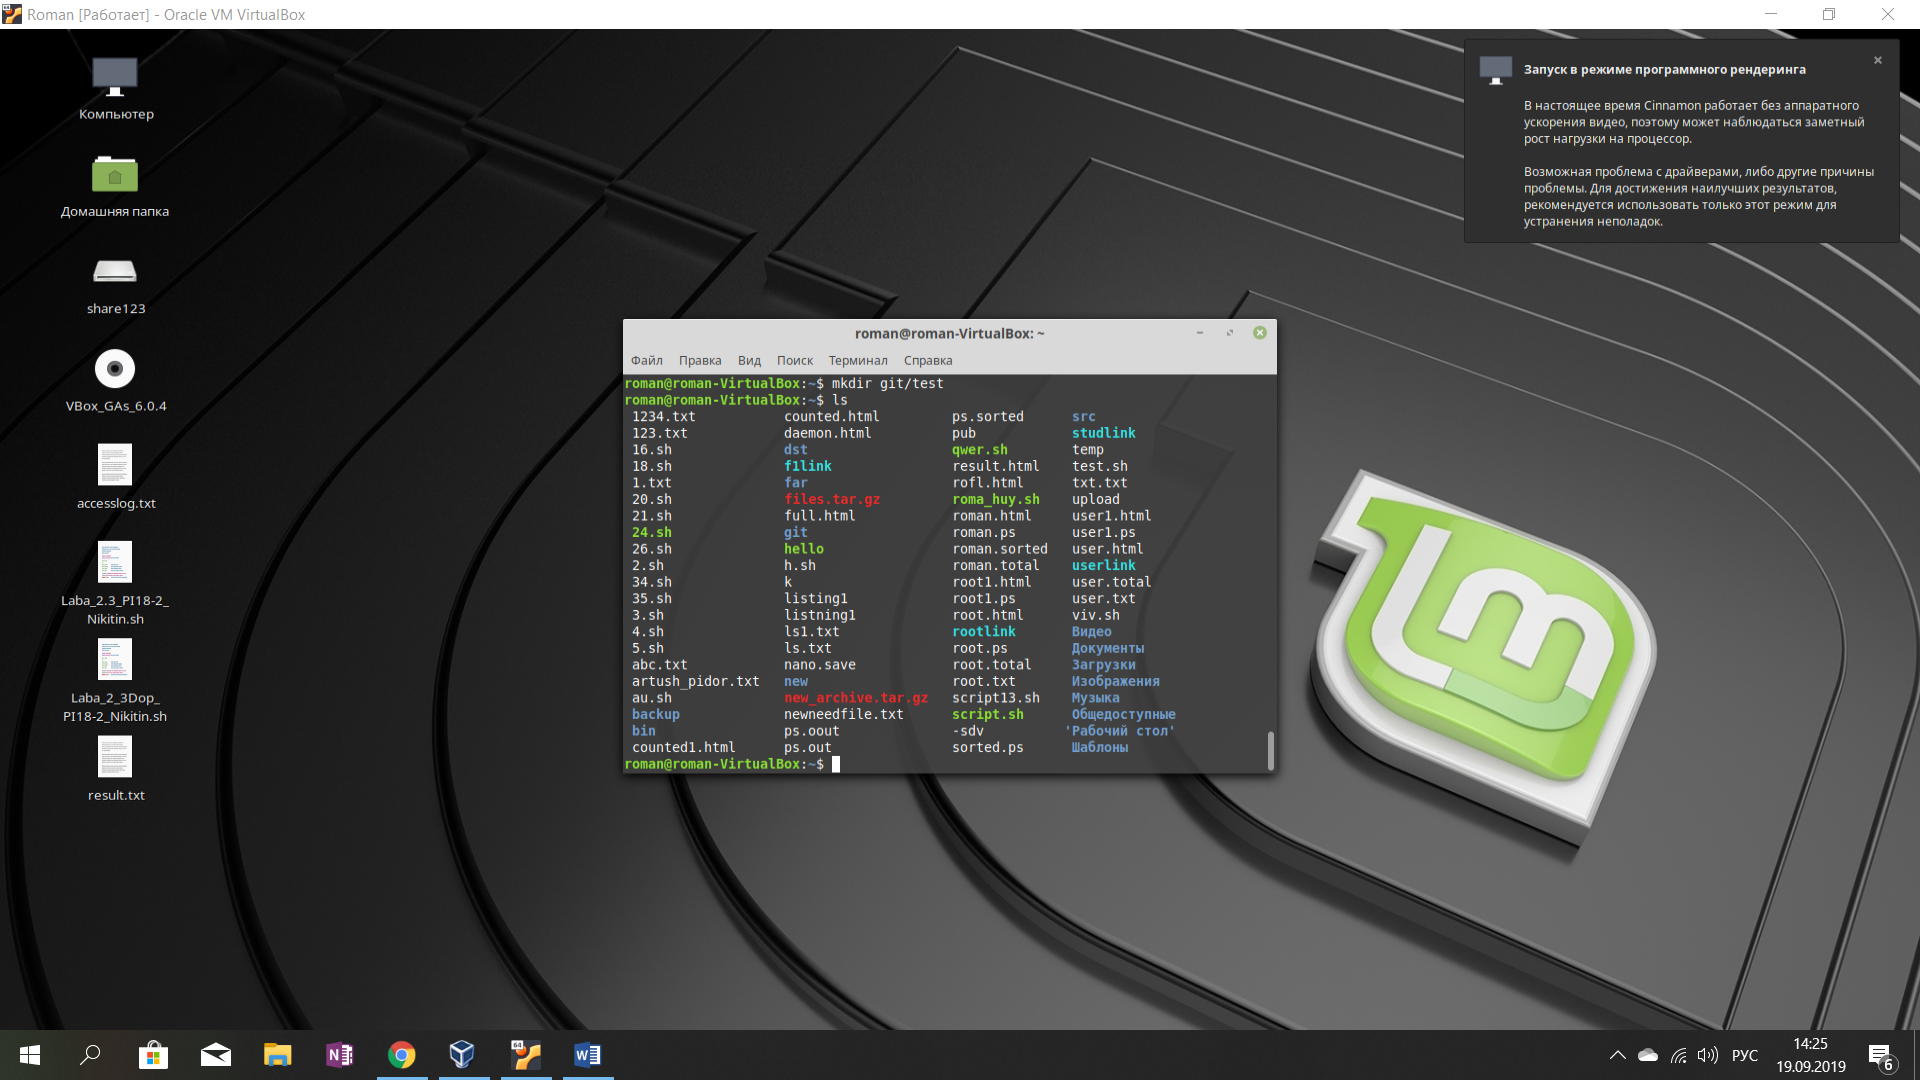 Roman [Работает] - Oracle VM VirtualBox
Компьютер
Домашняя папка
share123
VBox_GAs_6.0.4
accesslog.txt
Laba_2.3_PI18-2_
Nikitin.sh
Laba_2_3Dop_
PI18-2_Nikitin.sh
result.txt
Запуск в режиме программного рендеринга
В настоящее время Cinnamon работает без аппаратного
ускорения видео, поэтому может наблюдаться заметный
рост нагрузки на процессор.
Возможная проблема с драйверами, либо другие причины
проблемы. Для достижения наилучших результатов,
рекомендуется использовать только этот режим для
устранения неполадок.
roman@roman-VirtualBox: ~
Файл Правка Вид Поиск Терминал Справка
roman@roman-VirtualBox:~$ mkdir git/test
roman@roman-VirtualBox:~$ ls
1234.txt counted.html ps.sorted src
123.txt daemon.html pub studlink
16.sh dst qwer.sh temp
18.sh f1link result.html test.sh
1.txt far rofl.html txt.txt
20.sh files.tar.gz roma_huy.sh upload
21.sh full.html roman.html user1.html
24.sh git roman.ps user1.ps
26.sh hello roman.sorted user.html
2.sh h.sh roman.total userlink
34.sh k root1.html user.total
35.sh listing1 root1.ps user.txt
3.sh listning1 root.html viv.sh
4.sh ls1.txt rootlink Видео
5.sh ls.txt root.ps Документы
abc.txt nano.save root.total Загрузки
artush_pidor.txt new root.txt Изображения
au.sh new_archive.tar.gz script13.sh Музыка
backup newneedfile.txt script.sh Общедоступные
bin ps.oout -sdv 'Рабочий стол'
counted1.html ps.out sorted.ps Шаблоны
roman@roman-VirtualBox:~$
64
РУС
14:25
19.09.2019
6